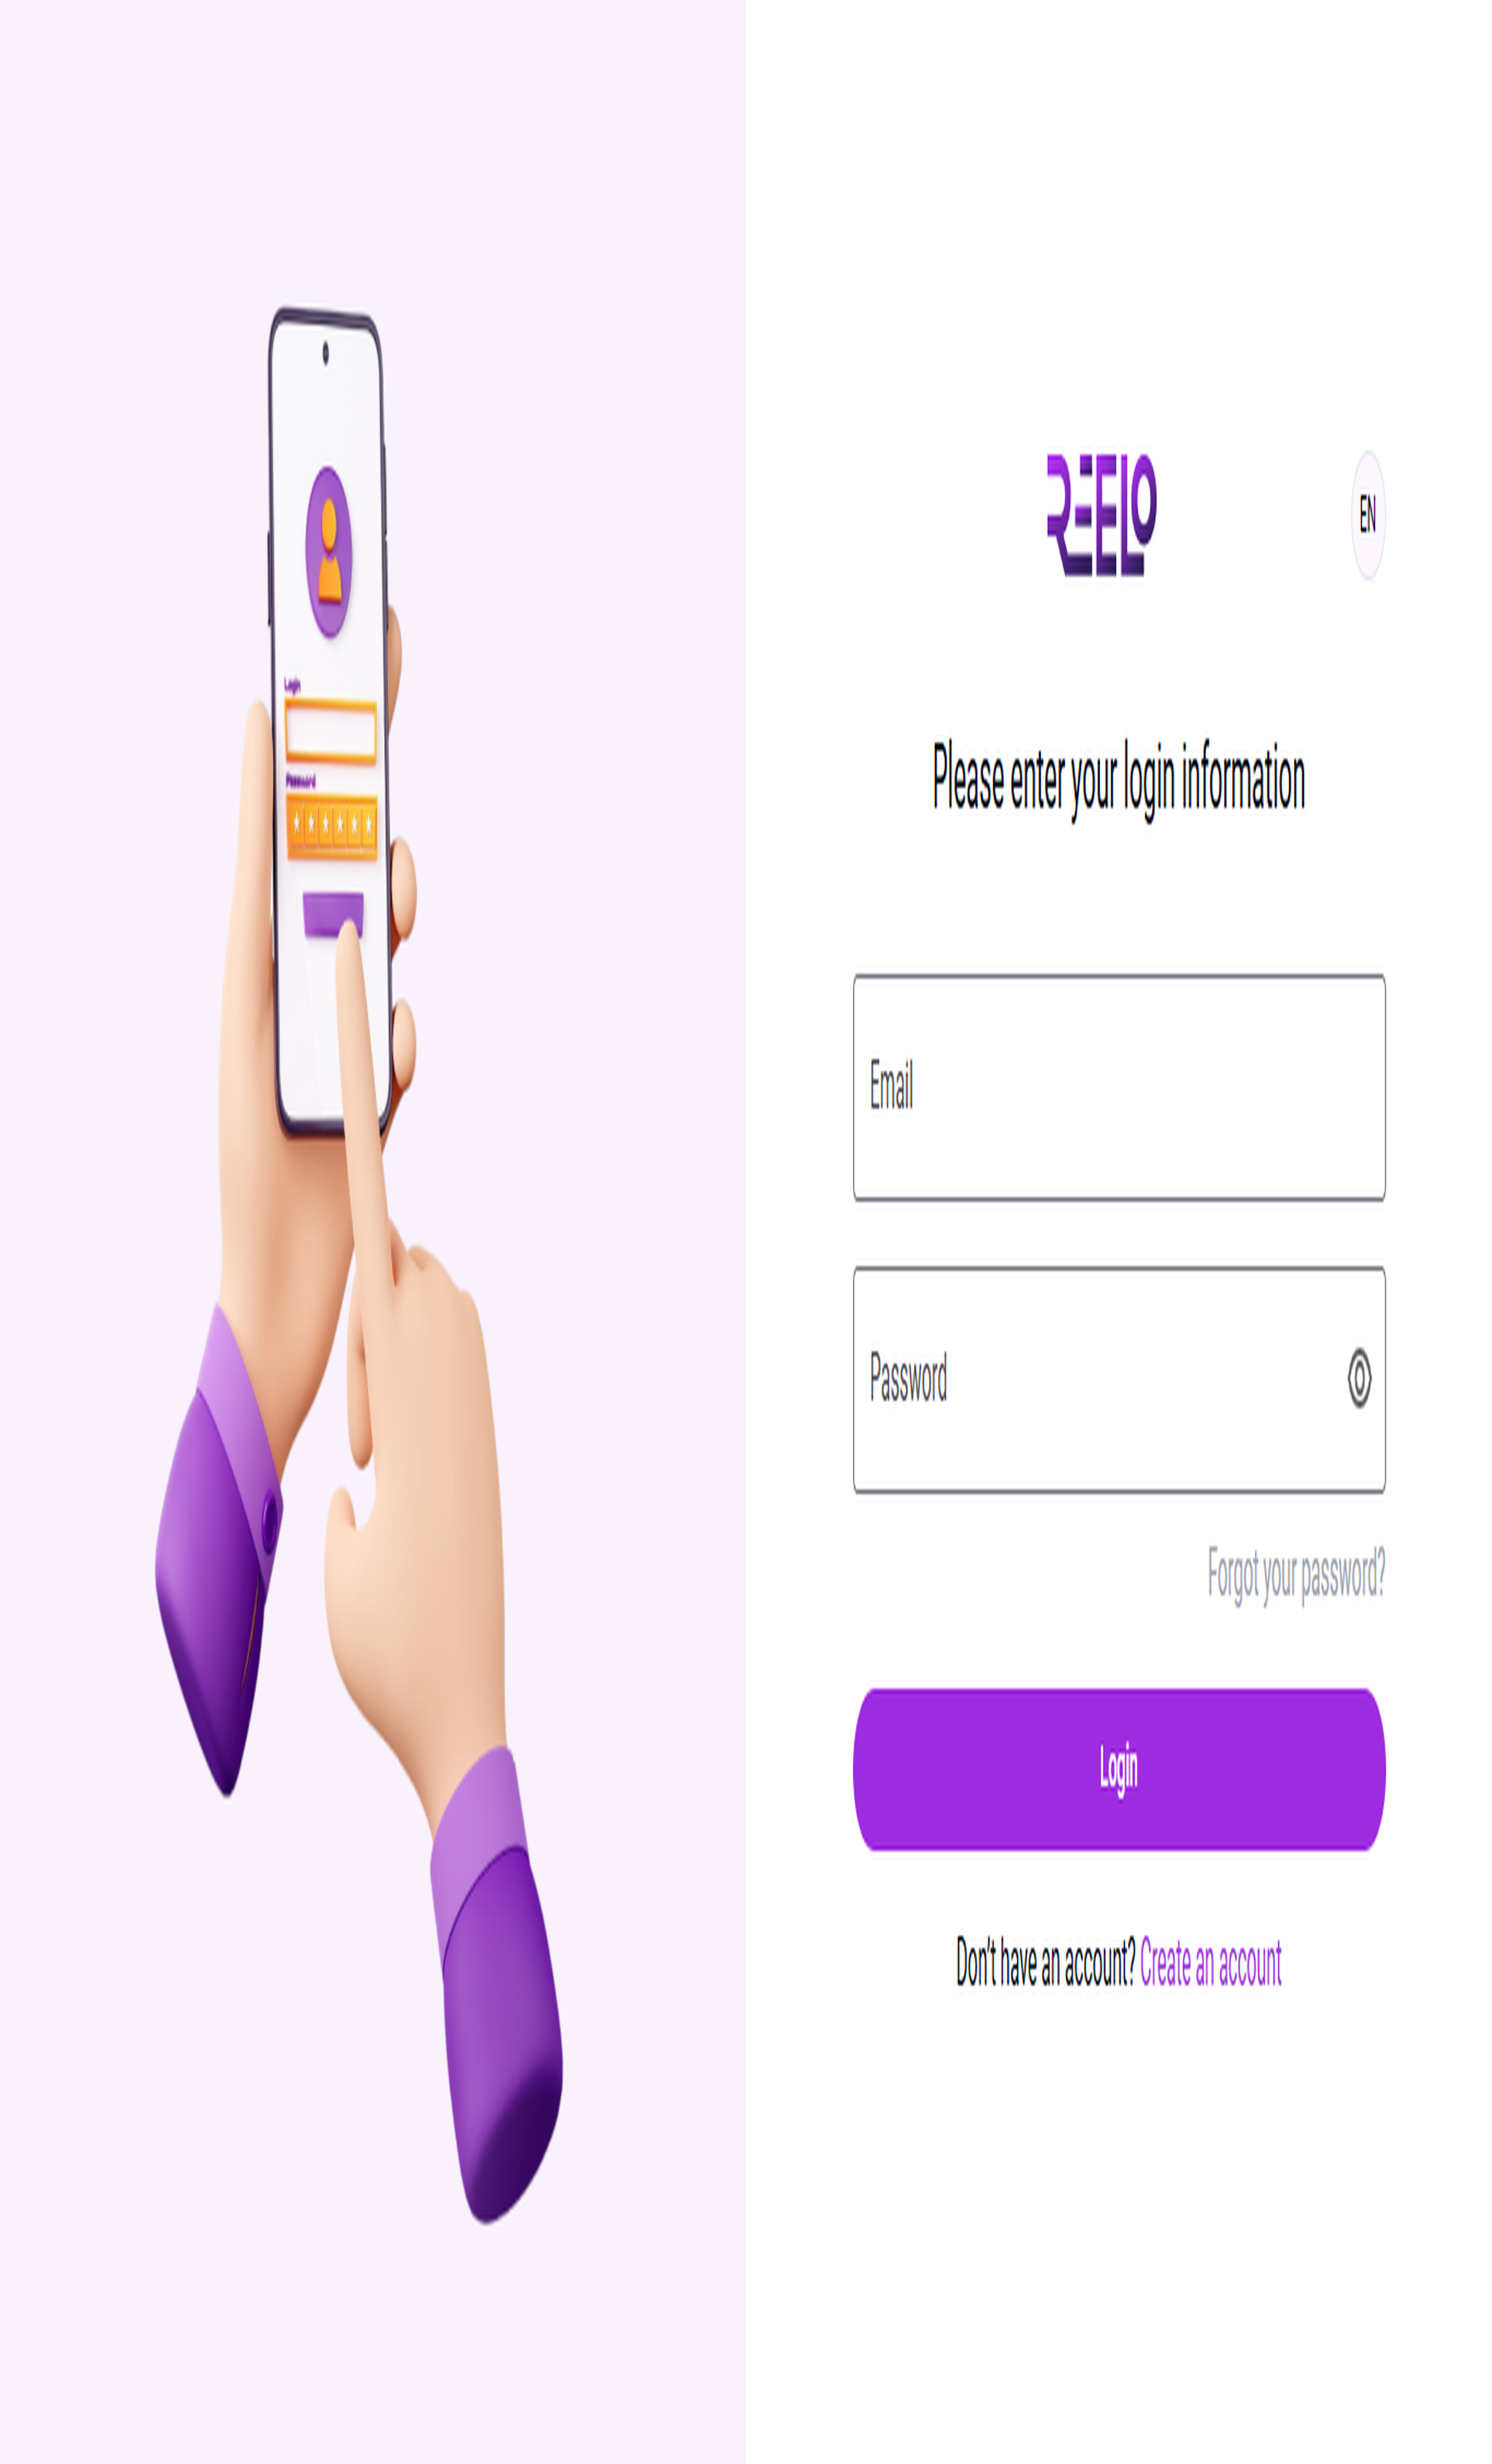 REELO
EN
Please enter your login information
Email
Password
Forgot your password?
Login
Don't have an account? Create an account
Login
Password